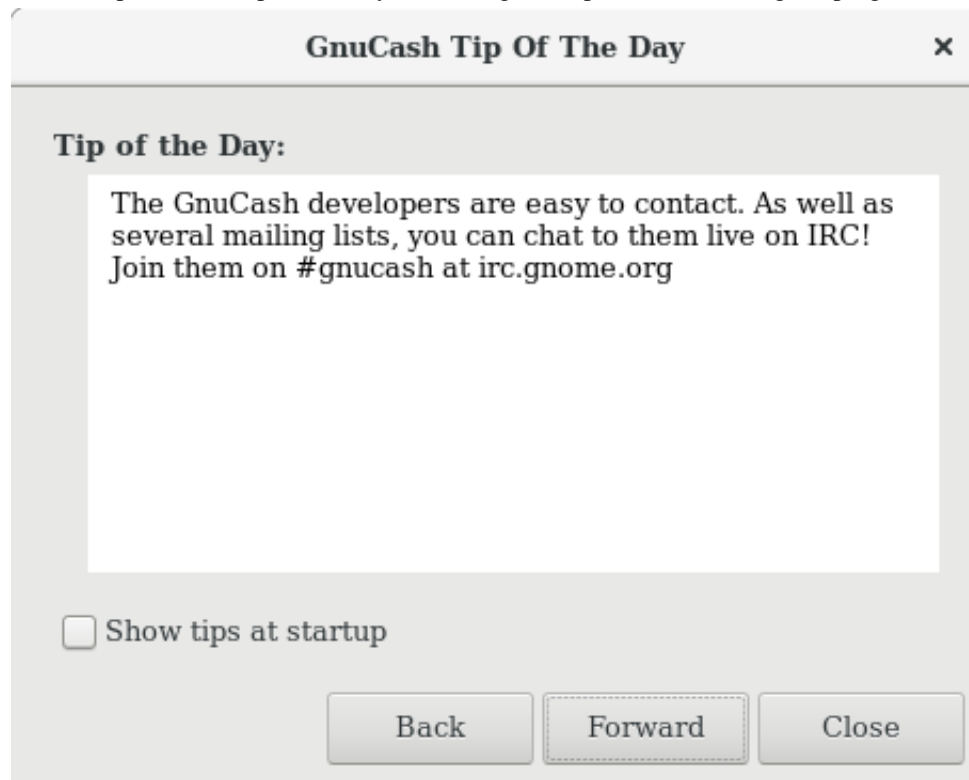 GnuCash Tip Of The Day
Tip of the Day:
The GnuCash developers are easy to contact. As well as
several mailing lists, you can chat to them live on IRC!
Join them on #gnucash at irc.gnome.org
Show tips at startup
Back Forward Close